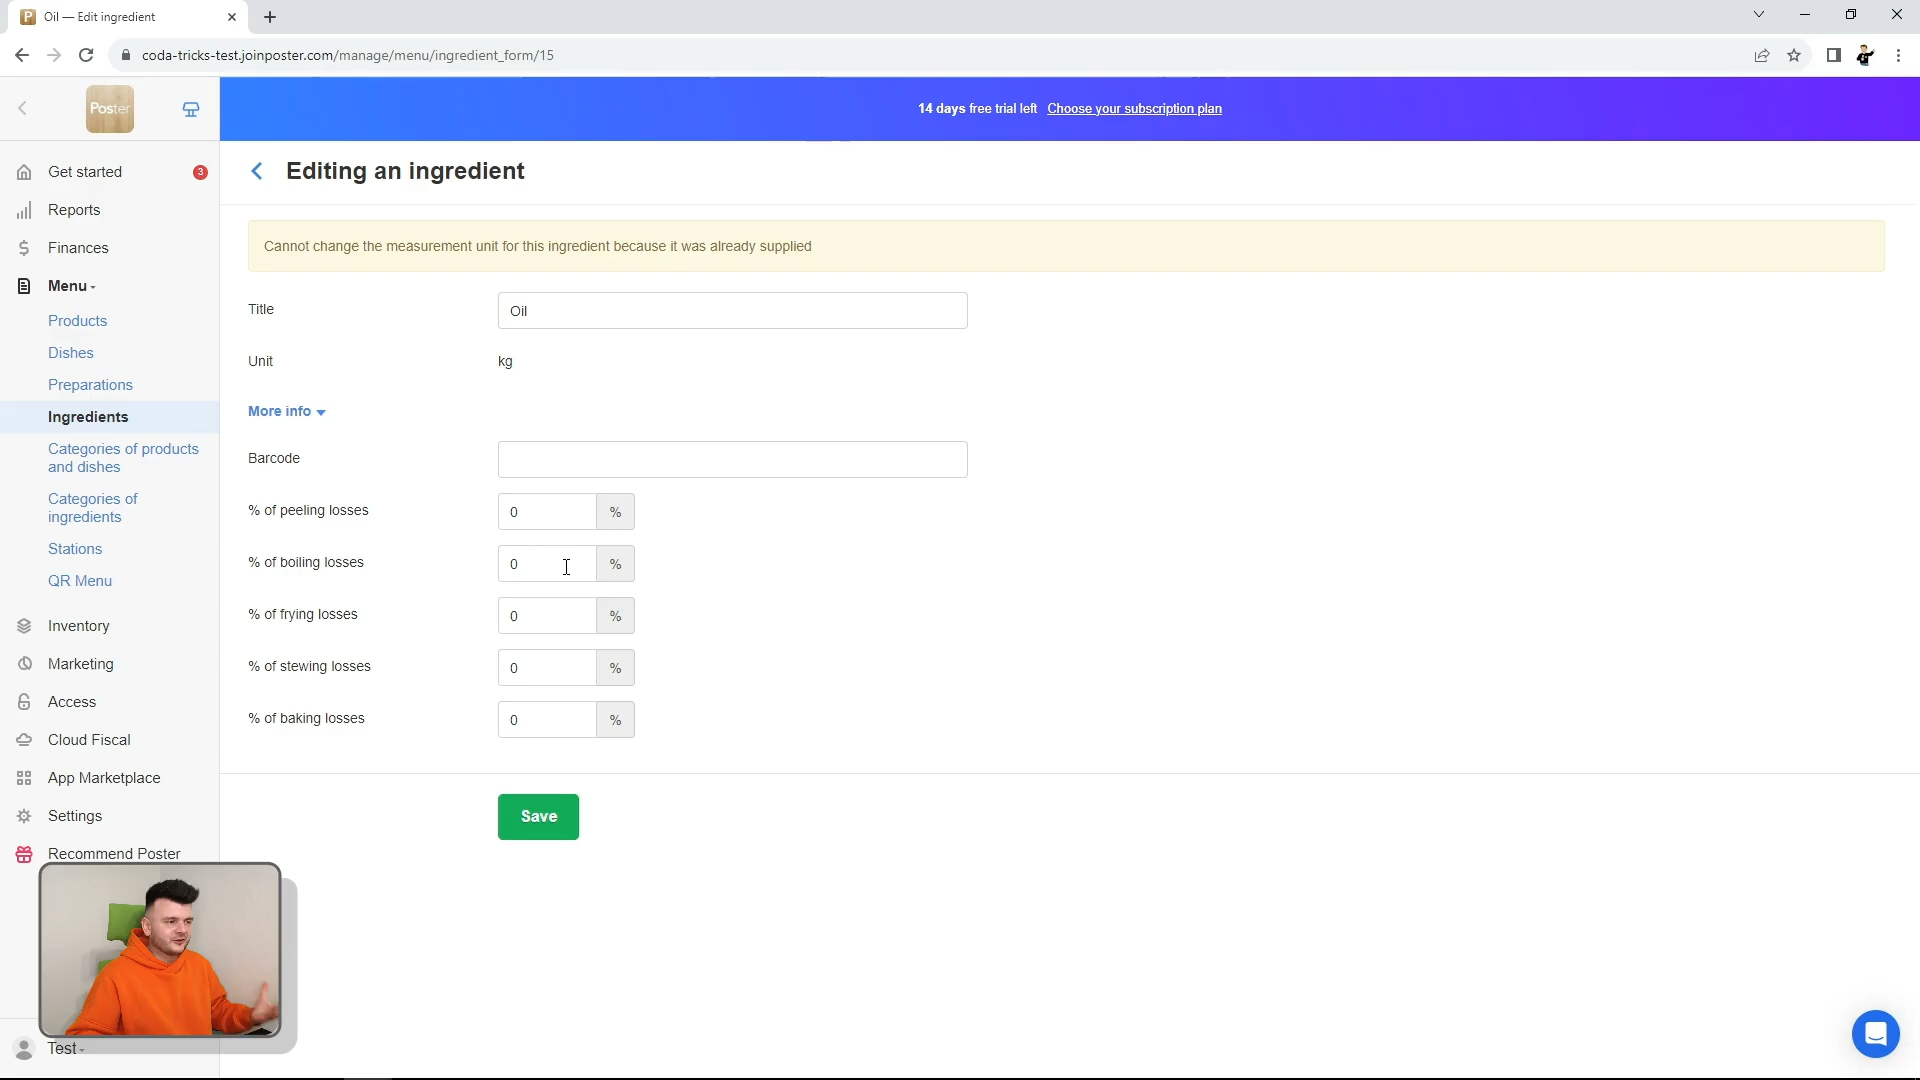 Oil — Edit ingredient
coda-tricks-test.joinposter.com/manage/menu/ingredient_form/15
Poster
14 days free trial left Choose your subscription plan
Get started
3
Reports
Finances
Menu
Products
Dishes
Preparations
Ingredients
Categories of products
and dishes
Categories of
ingredients
Stations
QR Menu
Inventory
Marketing
Access
Cloud Fiscal
App Marketplace
Settings
Recommend Poster
Test
Editing an ingredient
Cannot change the measurement unit for this ingredient because it was already supplied
Title
Oil
Unit
kg
More info
Barcode
% of peeling losses
0 %
% of boiling losses
0 %
% of frying losses
0 %
% of stewing losses
0 %
% of baking losses
0 %
Save